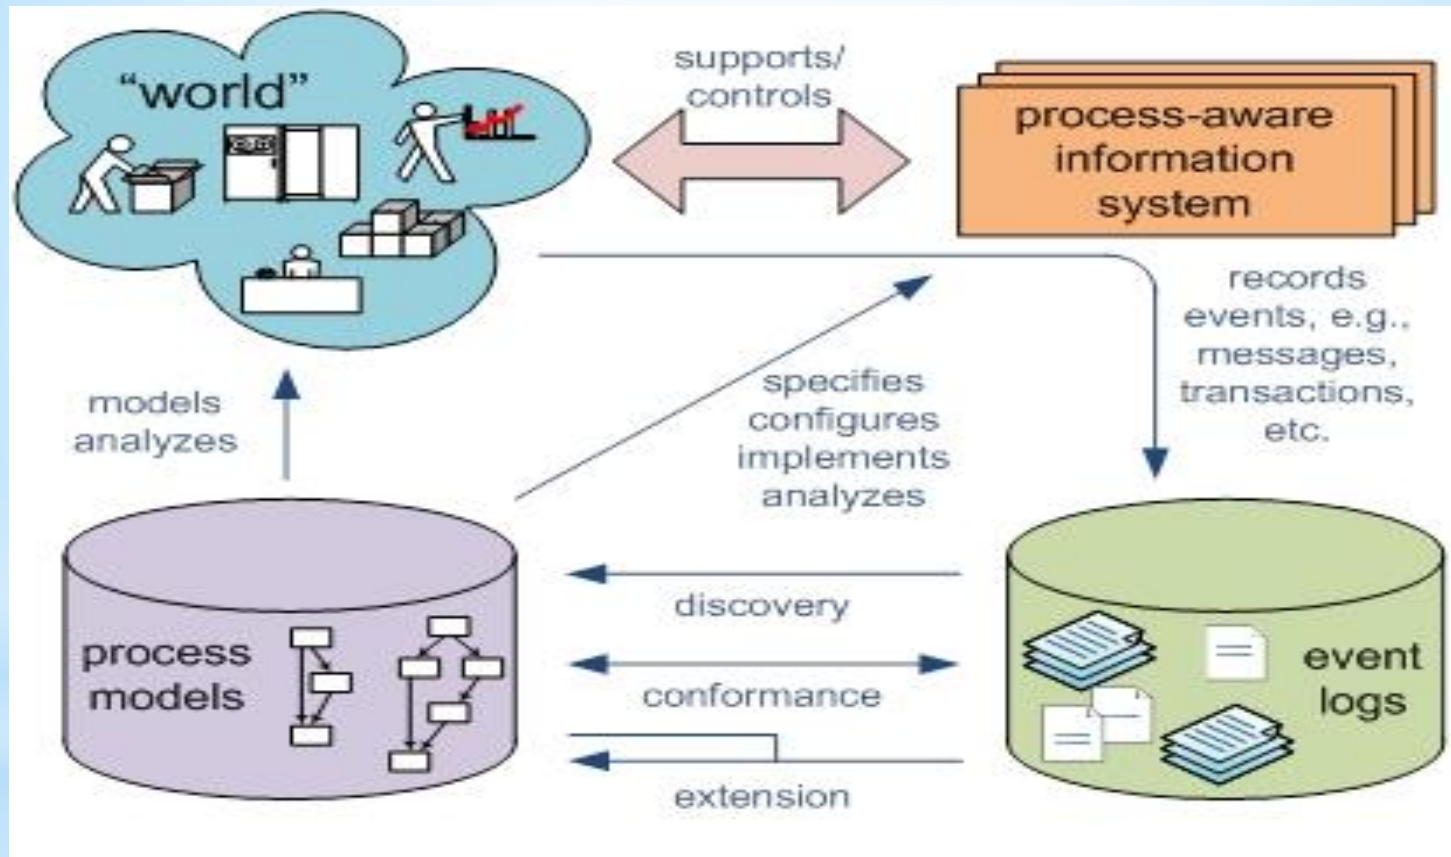 “world”
supports/
controls
process-aware
information
system
records
events, e.g.,
messages,
transactions,
etc.
models
analyzes
specifies
configures
implements
analyzes
discovery
process
models
conformance
event
logs
extension